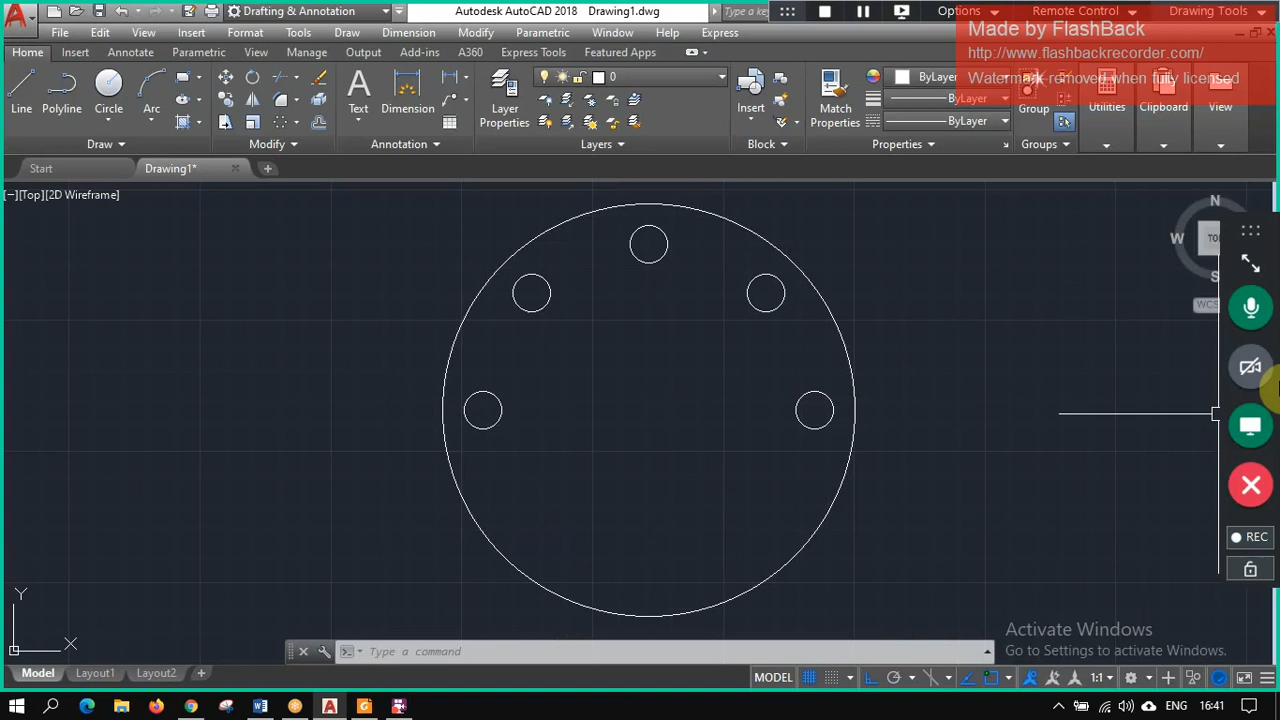 Drafting & Annotation
Autodesk AutoCAD 2018 Drawing1.dwg
Type a key
Options
Remote Control
Drawing Tools
Made by FlashBack
http://www.flashbackrecorder.com/
Watermark removed when fully licensed
File Edit View Insert Format Tools Draw Dimension Modify Parametric Window Help Express
Home Insert Annotate Parametric View Manage Output Add-ins A360 Express Tools Featured Apps
Line Polyline Circle Arc
Text Dimension
Layer Properties
0
Insert
Match Properties
ByLayer
ByLayer
ByLayer
Group
Utilities
Clipboard
View
Draw
Modify
Annotation
Layers
Block
Properties
Groups
Start
Drawing1*
[−][Top][2D Wireframe]
N
W
S
WCS
REC
Y
X
Type a command
Activate Windows
Go to Settings to activate Windows.
Model Layout1 Layout2
MODEL
1:1
ENG 16:41